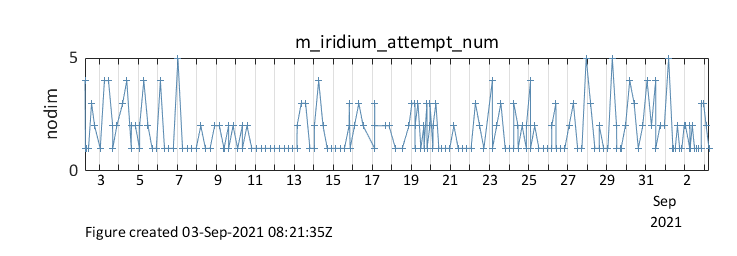 m_iridium_attempt_num
5
nodim
0
3 5 7 9 11 13 15 17 19 21 23 25 27 29 31 2
Sep
2021
Figure created 03-Sep-2021 08:21:35Z